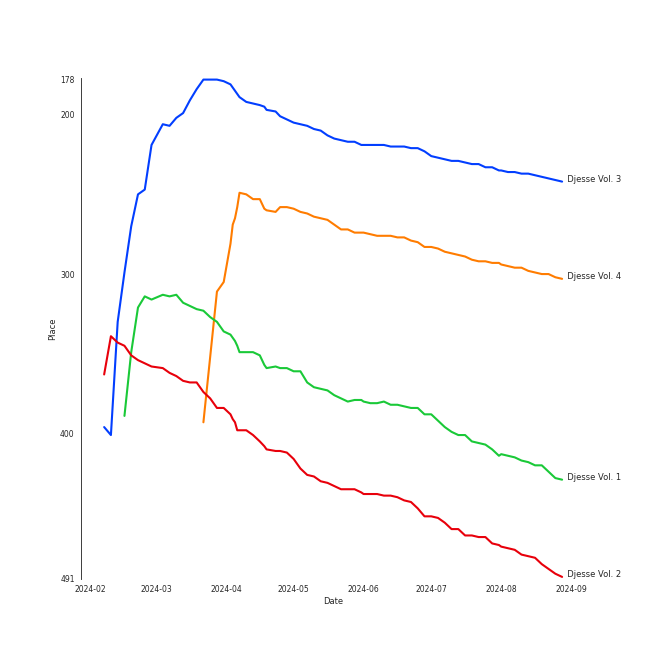 178
200
300
400
491
Place
2024-02 2024-03 2024-04 2024-05 2024-06 2024-07 2024-08 2024-09
Date
Djesse Vol. 3
Djesse Vol. 4
Djesse Vol. 1
Djesse Vol. 2